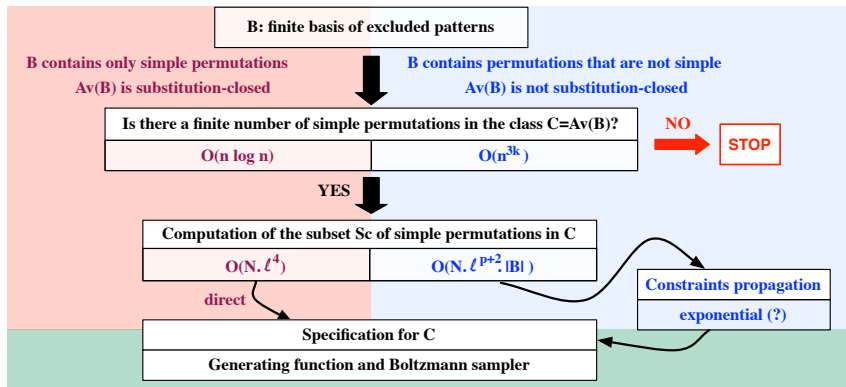 B: finite basis of excluded patterns
B contains only simple permutations
Av(B) is substitution-closed
B contains permutations that are not simple
Av(B) is not substitution-closed
Is there a finite number of simple permutations in the class C=Av(B)?
O(n log n)
O(n^{3k})
NO
STOP
YES
Computation of the subset Sc of simple permutations in C
O(N. ℓ^4)
O(N. ℓ^{p+2}. |B| )
direct
Constraints propagation
exponential (?)
Specification for C
Generating function and Boltzmann sampler